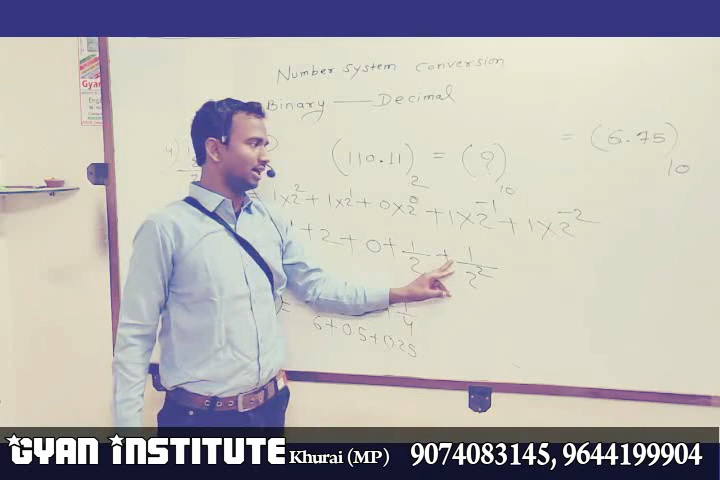 Number system conversion
Binary — Decimal
(110.11)₂ = (?)₁₀
= (6.75)₁₀
1×2² + 1×2¹ + 0×2⁰ + 1×2⁻¹ + 1×2⁻²
+ 2 + 0 + 1/2 + 1/2²
= + 1/4
6 + 0.5 + 0.25
GYAN INSTITUTE Khurai (MP) 9074083145, 9644199904